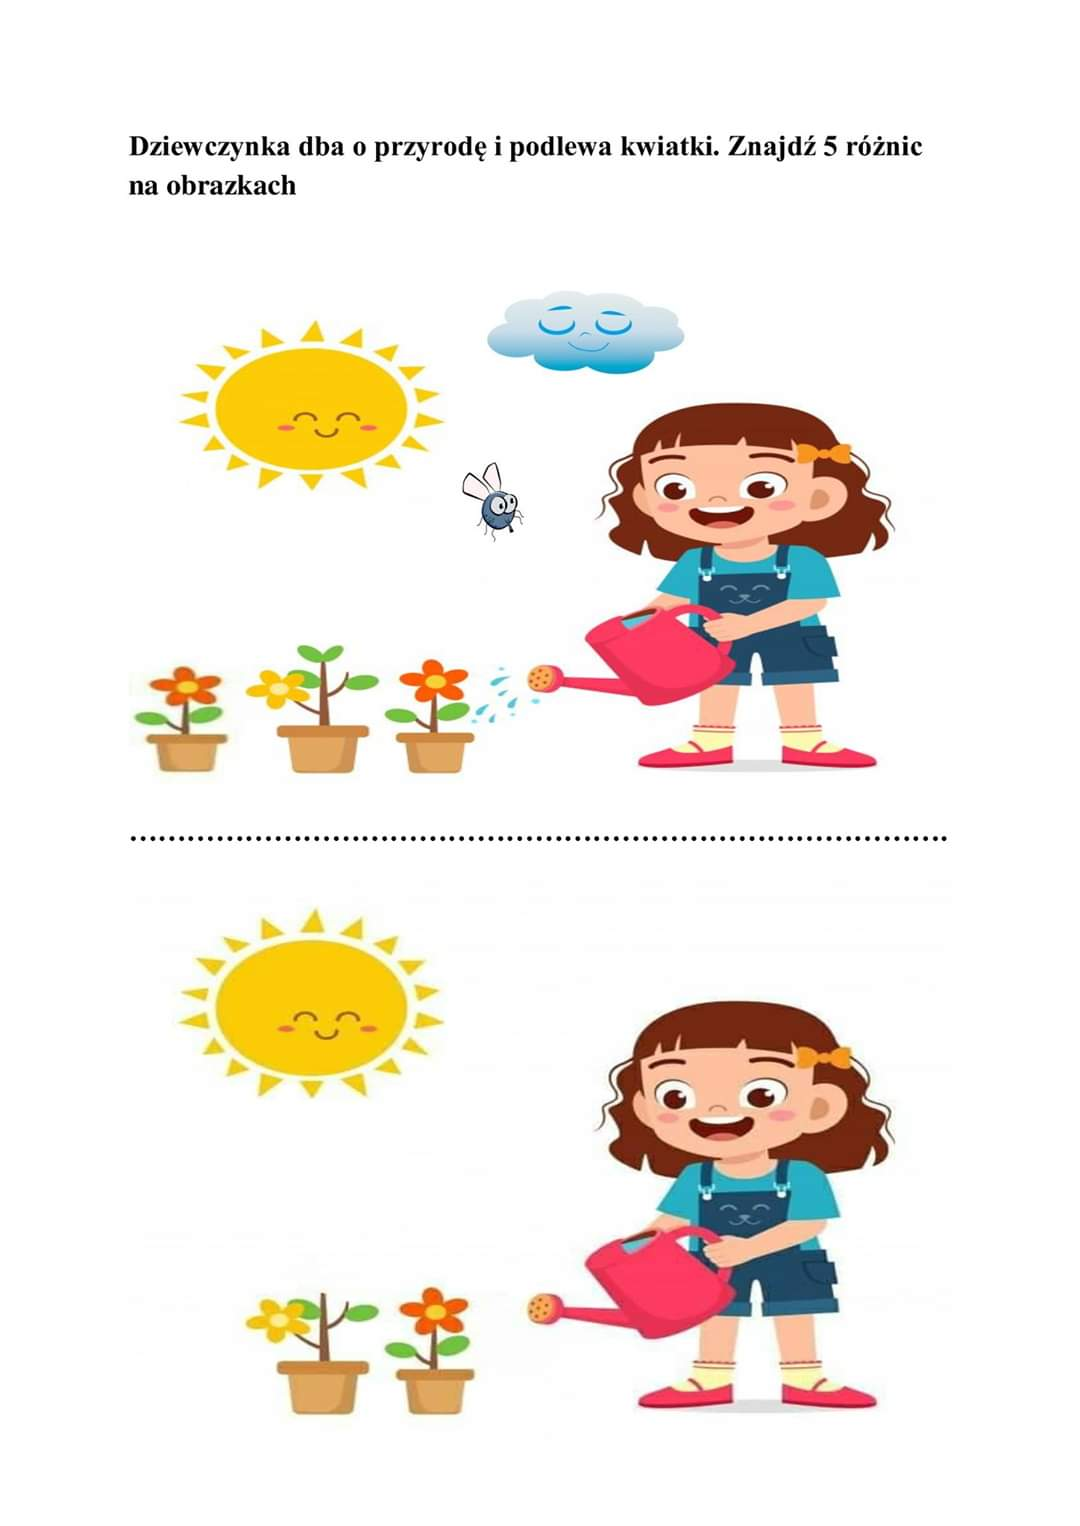 Dziewczynka dba o przyrodę i podlewa kwiatki. Znajdź 5 różnic
na obrazkach